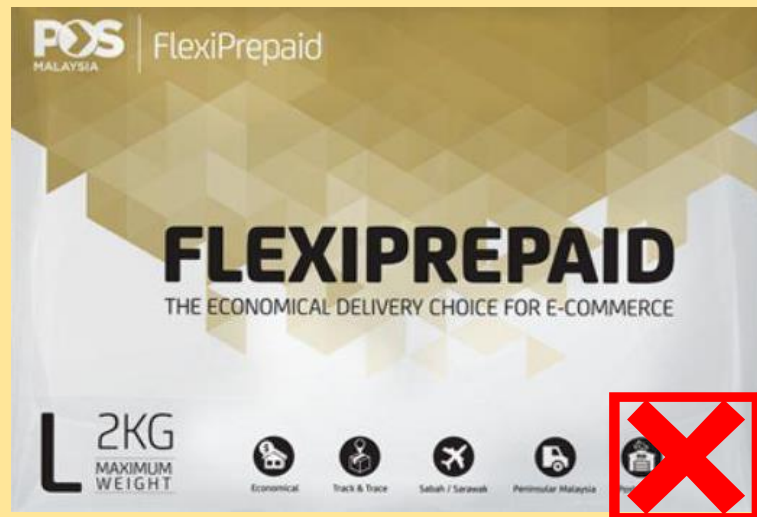 POS
MALAYSIA
FlexiPrepaid
FLEXIPREPAID
THE ECONOMICAL DELIVERY CHOICE FOR E-COMMERCE
L
2KG
MAXIMUM
WEIGHT
Economical
Track & Trace
Sabah / Sarawak
Peninsular Malaysia